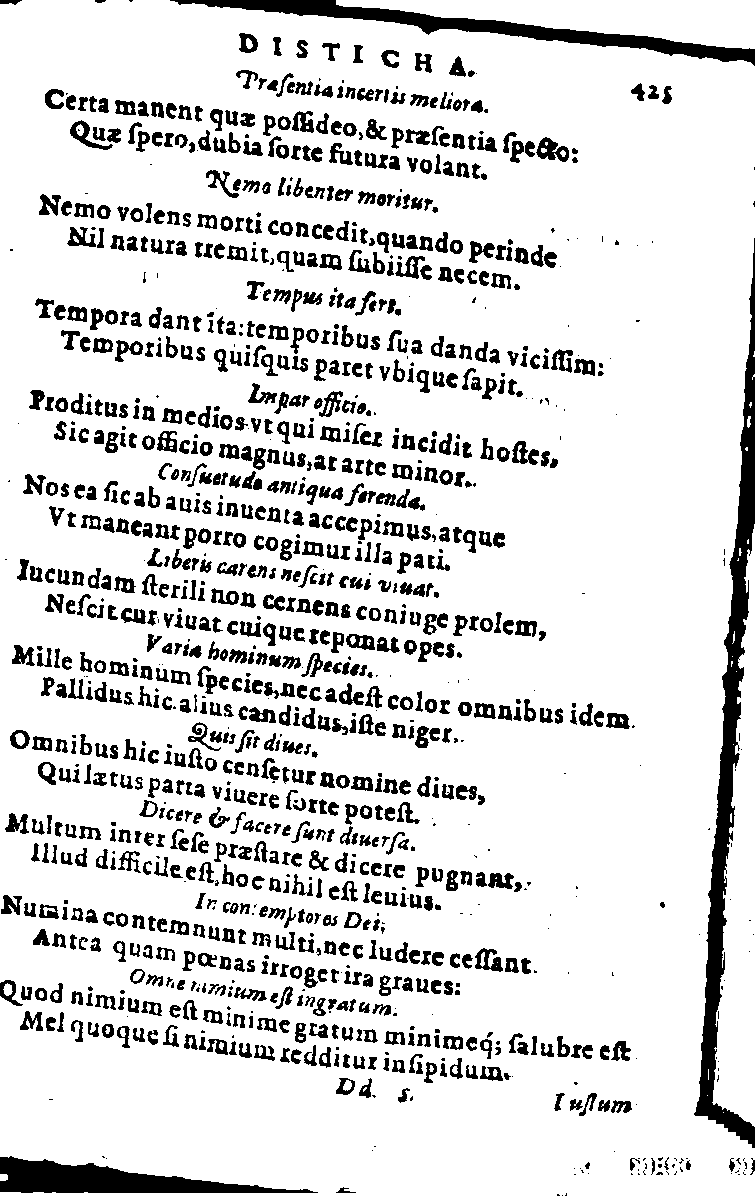 DISTICHA. 425
Præſentia incertis meliora.
Certa manent quæ poſſideo,& præſentia ſpecto:
Quæ ſpero,dubia ſorte futura volant.
Nemo libenter moritur.
Nemo volens morti concedit,quando perinde
Nil natura tremit,quam ſubiiſſe necem.
Tempus ita fert.
Tempora dant ita:temporibus ſua danda viciſſim:
Temporibus quiſquis paret vbique ſapit.
Impar officio.
Proditus in medios vt qui miſer incidit hoſtes,
Sic agit officio magnus,at arte minor.
Conſuetudo antiqua ferenda.
Nos ea ſic ab auis inuenta accepimus,atque
Vt maneant porro cogimur illa pati.
Liberis carens neſcit cui viuat.
Iucundam ſterili non cernens coniuge prolem,
Neſcit cur viuat cuique reponat opes.
Varia hominum ſpecies.
Mille hominum ſpecies,nec adeſt color omnibus idem.
Pallidus hic.alius candidus,iſte niger.
Quis ſit diues.
Omnibus hic iuſto cenſetur nomine diues,
Qui lætus parta viuere ſorte poteſt.
Dicere & facere ſunt diuerſa.
Multum inter ſeſe præſtare & dicere pugnant,
Illud difficile eſt,hoc nihil eſt leuius.
In contemptores Dei.
Numina contemnunt multi,nec ludere ceſſant.
Antea quam pœnas irroget ira graues:
Omne nimium eſt ingratum.
Quod nimium eſt minime gratum minimeq́; ſalubre eſt
Mel quoque ſi nimium redditur inſipidum.
Dd. 5. Iuſtum